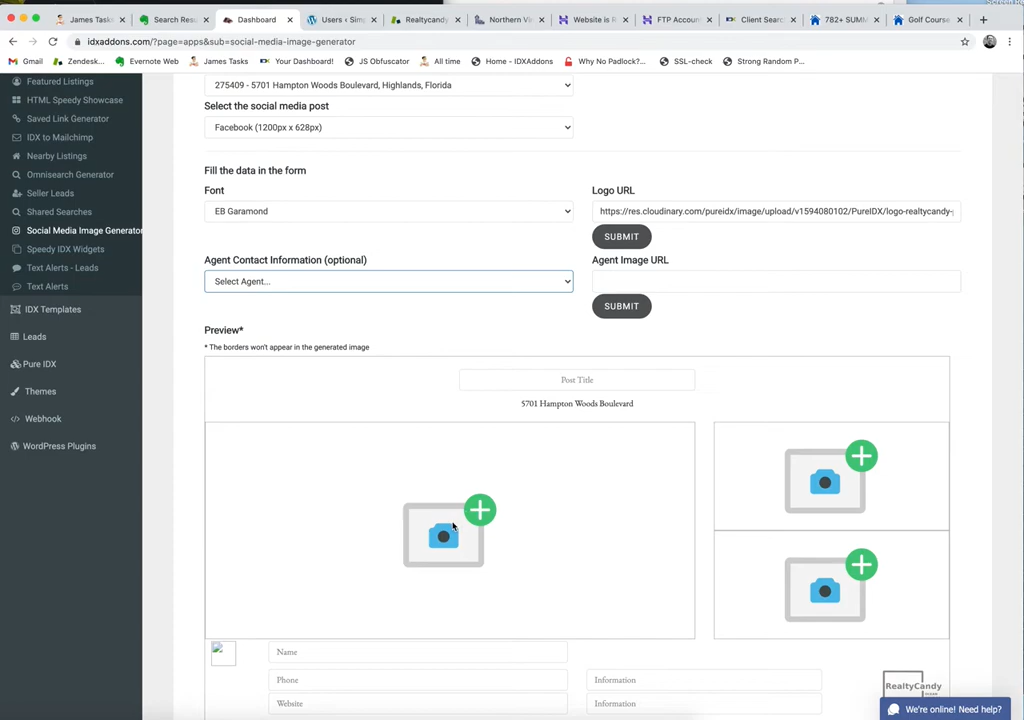 James Tasks
Search Resu
Dashboard
Users ‹ Sim
Realtycandy
Northern Vi
Website is R
FTP Accoun
Client Searc
782+ SUMM
Golf Course
idxaddons.com/?page=apps&sub=social-media-image-generator
Gmail
Zendesk...
Evernote Web
James Tasks
Your Dashboard!
JS Obfuscator
All time
Home - IDXAddons
Why No Padlock?...
SSL-check
Strong Random P...
Featured Listings
HTML Speedy Showcase
Saved Link Generator
IDX to Mailchimp
Nearby Listings
Omnisearch Generator
Seller Leads
Shared Searches
Social Media Image Generator
Speedy IDX Widgets
Text Alerts - Leads
Text Alerts
IDX Templates
Leads
Pure IDX
Themes
Webhook
WordPress Plugins
275409 - 5701 Hampton Woods Boulevard, Highlands, Florida
Select the social media post
Facebook (1200px x 628px)
Fill the data in the form
Font
EB Garamond
Logo URL
https://res.cloudinary.com/pureidx/image/upload/v1594080102/PureIDX/logo-realtycandy-
SUBMIT
Agent Contact Information (optional)
Select Agent...
Agent Image URL
SUBMIT
Preview*
* The borders won't appear in the generated image
Post Title
5701 Hampton Woods Boulevard
Name
Phone
Information
Website
Information
RealtyCandy
We're online! Need help?